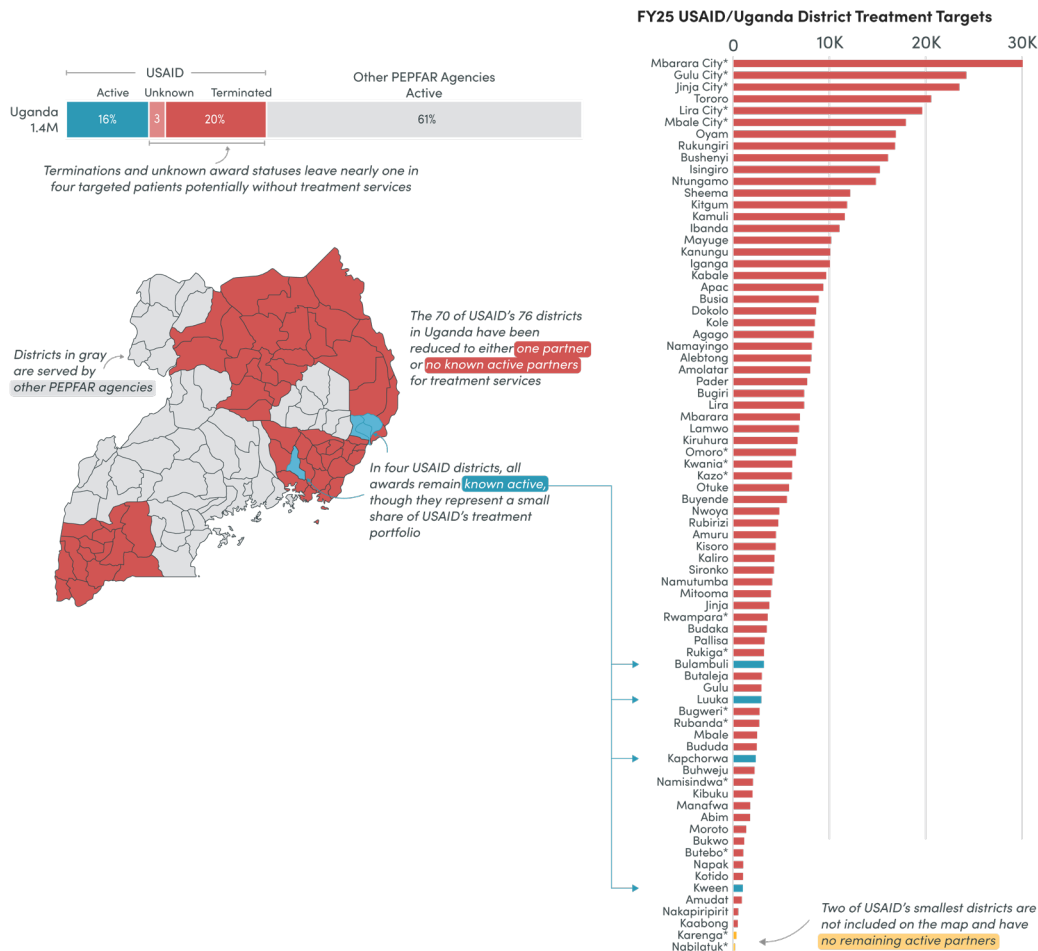 FY25 USAID/Uganda District Treatment Targets
USAID
Active
Unknown
Terminated
Other PEPFAR Agencies
Active
Uganda
1.4M
16%
3
20%
61%
Terminations and unknown award statuses leave nearly one in
four targeted patients potentially without treatment services
Districts in gray
are served by
other PEPFAR agencies
The 70 of USAID's 76 districts
in Uganda have been
reduced to either one partner
or no known active partners
for treatment services
In four USAID districts, all
awards remain known active,
though they represent a small
share of USAID's treatment
portfolio
0
10K
20K
30K
Mbarara City*
Gulu City*
Jinja City*
Tororo
Lira City*
Mbale City*
Oyam
Rukungiri
Bushenyi
Isingiro
Ntungamo
Sheema
Kitgum
Kamuli
Ibanda
Mayuge
Kanungu
Iganga
Kabale
Apac
Busia
Dokolo
Kole
Agago
Namayingo
Alebtong
Amolatar
Pader
Bugiri
Lira
Mbarara
Lamwo
Kiruhura
Omoro*
Kwania*
Kazo*
Otuke
Buyende
Nwoya
Rubirizi
Amuru
Kisoro
Kaliro
Sironko
Namutumba
Mitooma
Jinja
Rwampara*
Budaka
Pallisa
Rukiga*
Bulambuli
Butaleja
Gulu
Luuka
Bugweri*
Rubanda*
Mbale
Bududa
Kapchorwa
Buhweju
Namisindwa*
Kibuku
Manafwa
Abim
Moroto
Bukwo
Butebo*
Napak
Kotido
Kween
Amudat
Nakapiripirit
Kaabong
Karenga*
Nabilatuk*
Two of USAID's smallest districts are
not included on the map and have
no remaining active partners